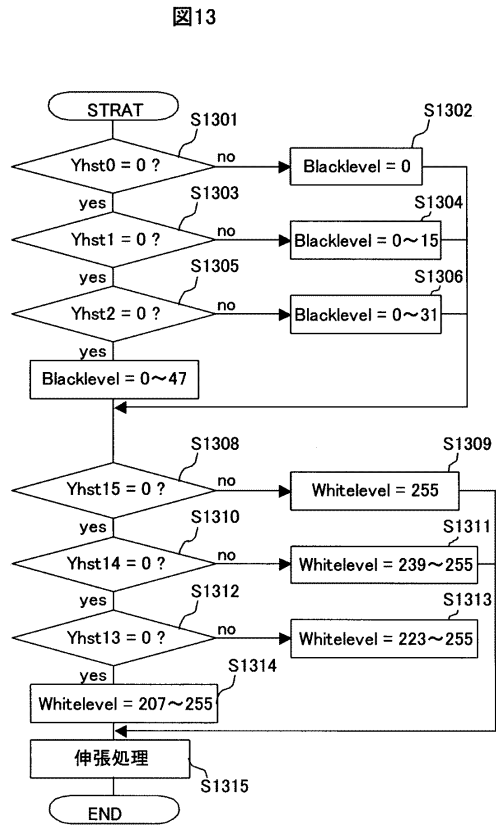 図13
STRAT
S1301
Yhst0 = 0 ?
no
S1302
Blacklevel = 0
yes
S1303
Yhst1 = 0 ?
no
S1304
Blacklevel = 0～15
yes
S1305
Yhst2 = 0 ?
no
S1306
Blacklevel = 0～31
yes
Blacklevel = 0～47
S1308
Yhst15 = 0 ?
no
S1309
Whitelevel = 255
yes
S1310
Yhst14 = 0 ?
no
S1311
Whitelevel = 239～255
yes
S1312
Yhst13 = 0 ?
no
S1313
Whitelevel = 223～255
yes
S1314
Whitelevel = 207～255
伸張処理
S1315
END